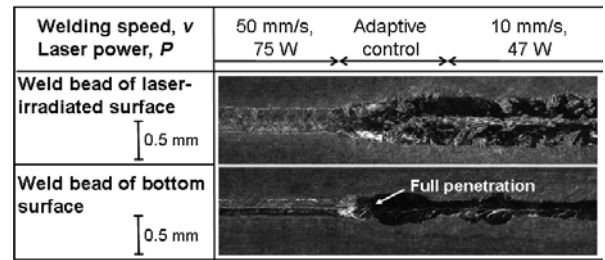 Welding speed, v
Laser power, P
50 mm/s,
75 W
Adaptive
control
10 mm/s,
47 W
Weld bead of laser-
irradiated surface
0.5 mm
Weld bead of bottom
surface
0.5 mm
Full penetration